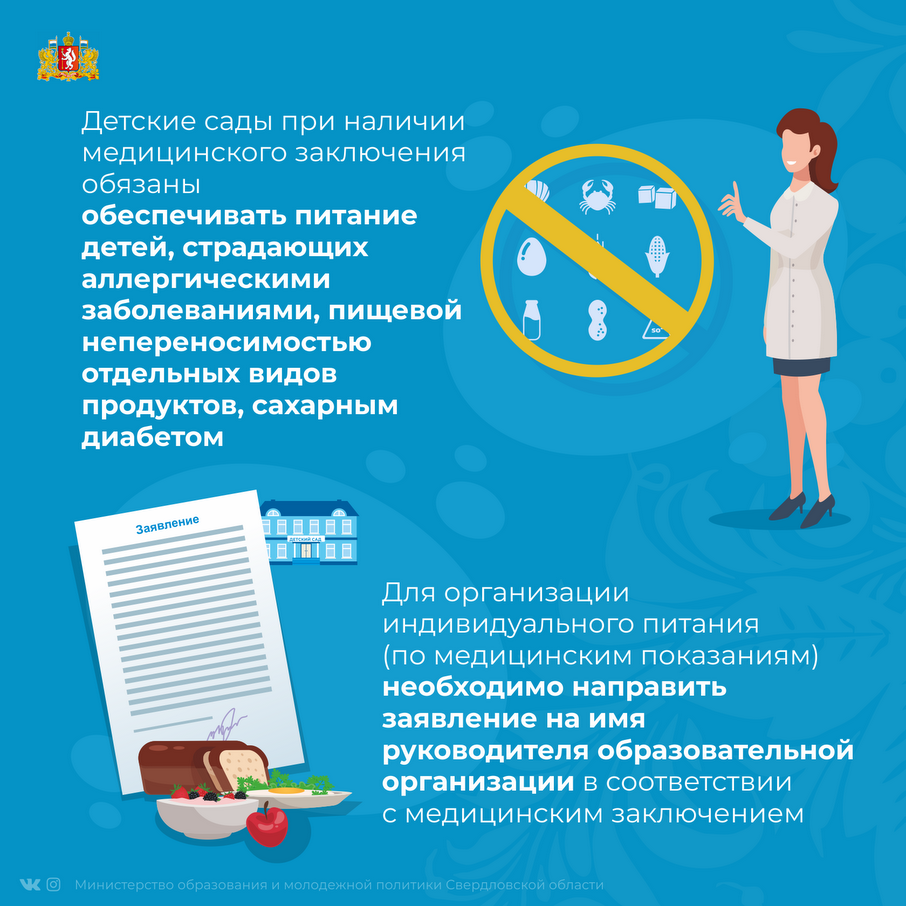 Детские сады при наличии
медицинского заключения
обязаны
обеспечивать питание
детей, страдающих
аллергическими
заболеваниями, пищевой
непереносимостью
отдельных видов
продуктов, сахарным
диабетом
Заявление
ДЕТСКИЙ САД
Для организации
индивидуального питания
(по медицинским показаниям)
необходимо направить
заявление на имя
руководителя образовательной
организации в соответствии
с медицинским заключением
Министерство образования и молодежной политики Свердловской области